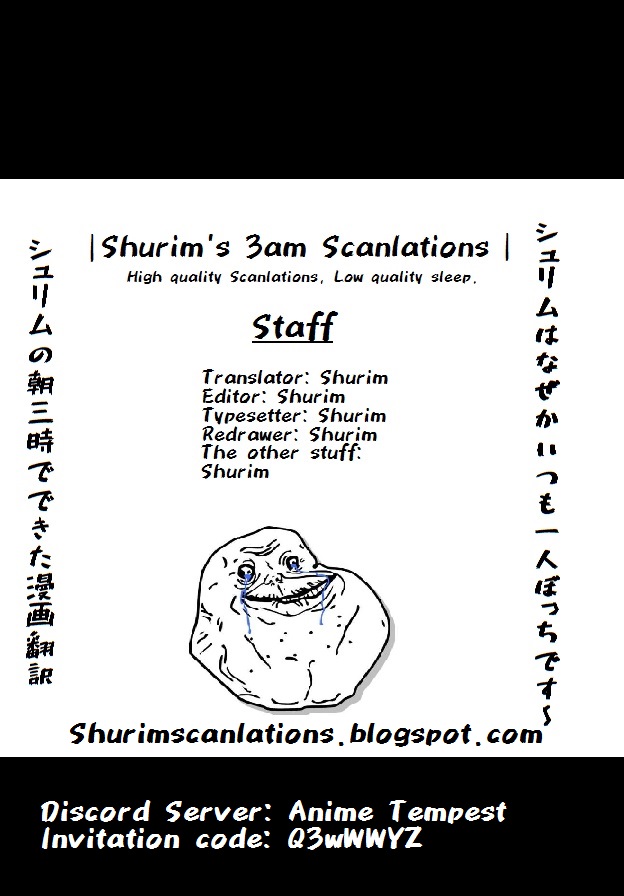 |Shurim's 3am Scanlations |
High quality Scanlations, Low quality sleep.
Staff
Translator: Shurim
Editor: Shurim
Typesetter: Shurim
Redrawer: Shurim
The other stuff:
Shurim
シュリムはなぜかいつも一人ぼっちです~
シュリムの朝三時でできた漫画翻訳
Shurimscanlations.blogspot.com
Discord Server: Anime Tempest
Invitation code: Q3wWWYZ